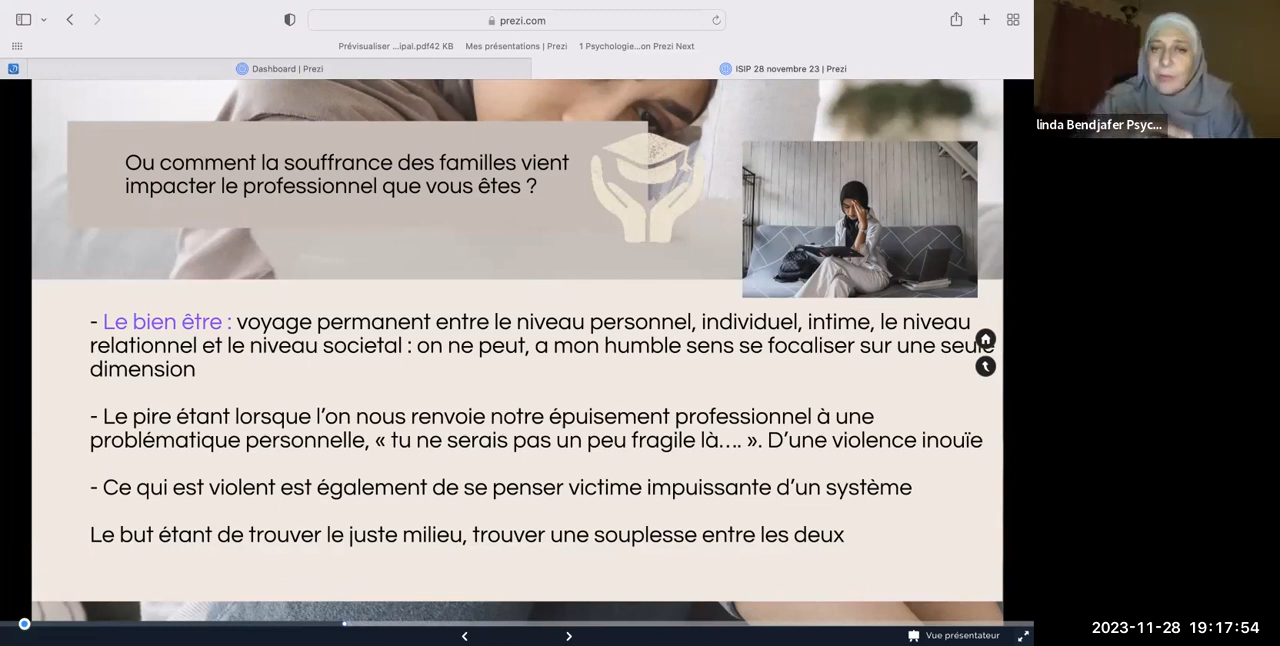 prezi.com
Prévisualiser ...ipal.pdf42 KB
Mes présentations | Prezi
1 Psychologie...on Prezi Next
Dashboard | Prezi
ISIP 28 novembre 23 | Prezi
linda Bendjafer Psyc...
Ou comment la souffrance des familles vient
impacter le professionnel que vous êtes ?
- Le bien être : voyage permanent entre le niveau personnel, individuel, intime, le niveau
relationnel et le niveau societal : on ne peut, a mon humble sens se focaliser sur une seule
dimension
- Le pire étant lorsque l'on nous renvoie notre épuisement professionnel à une
problématique personnelle, « tu ne serais pas un peu fragile là.... ». D'une violence inouïe
- Ce qui est violent est également de se penser victime impuissante d'un système
Le but étant de trouver le juste milieu, trouver une souplesse entre les deux
Vue présentateur
2023-11-28 19:17:54